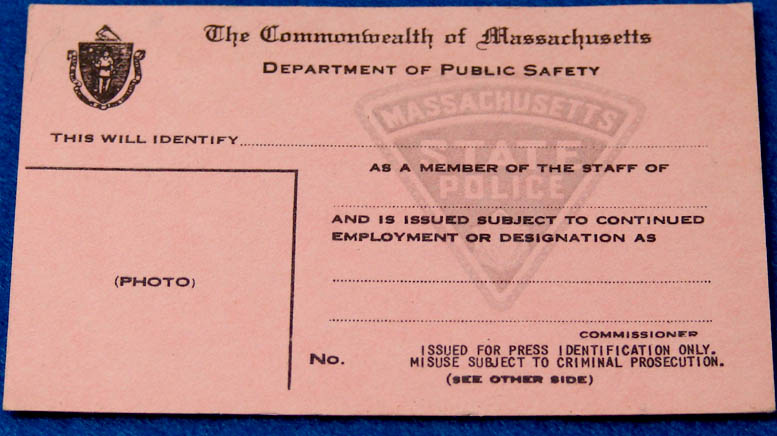 The Commonwealth of Massachusetts
DEPARTMENT OF PUBLIC SAFETY
THIS WILL IDENTIFY
MASSACHUSETTS
STATE
POLICE
AS A MEMBER OF THE STAFF OF
AND IS ISSUED SUBJECT TO CONTINUED
EMPLOYMENT OR DESIGNATION AS
(PHOTO)
COMMISSIONER
No.
ISSUED FOR PRESS IDENTIFICATION ONLY.
MISUSE SUBJECT TO CRIMINAL PROSECUTION.
(SEE OTHER SIDE)